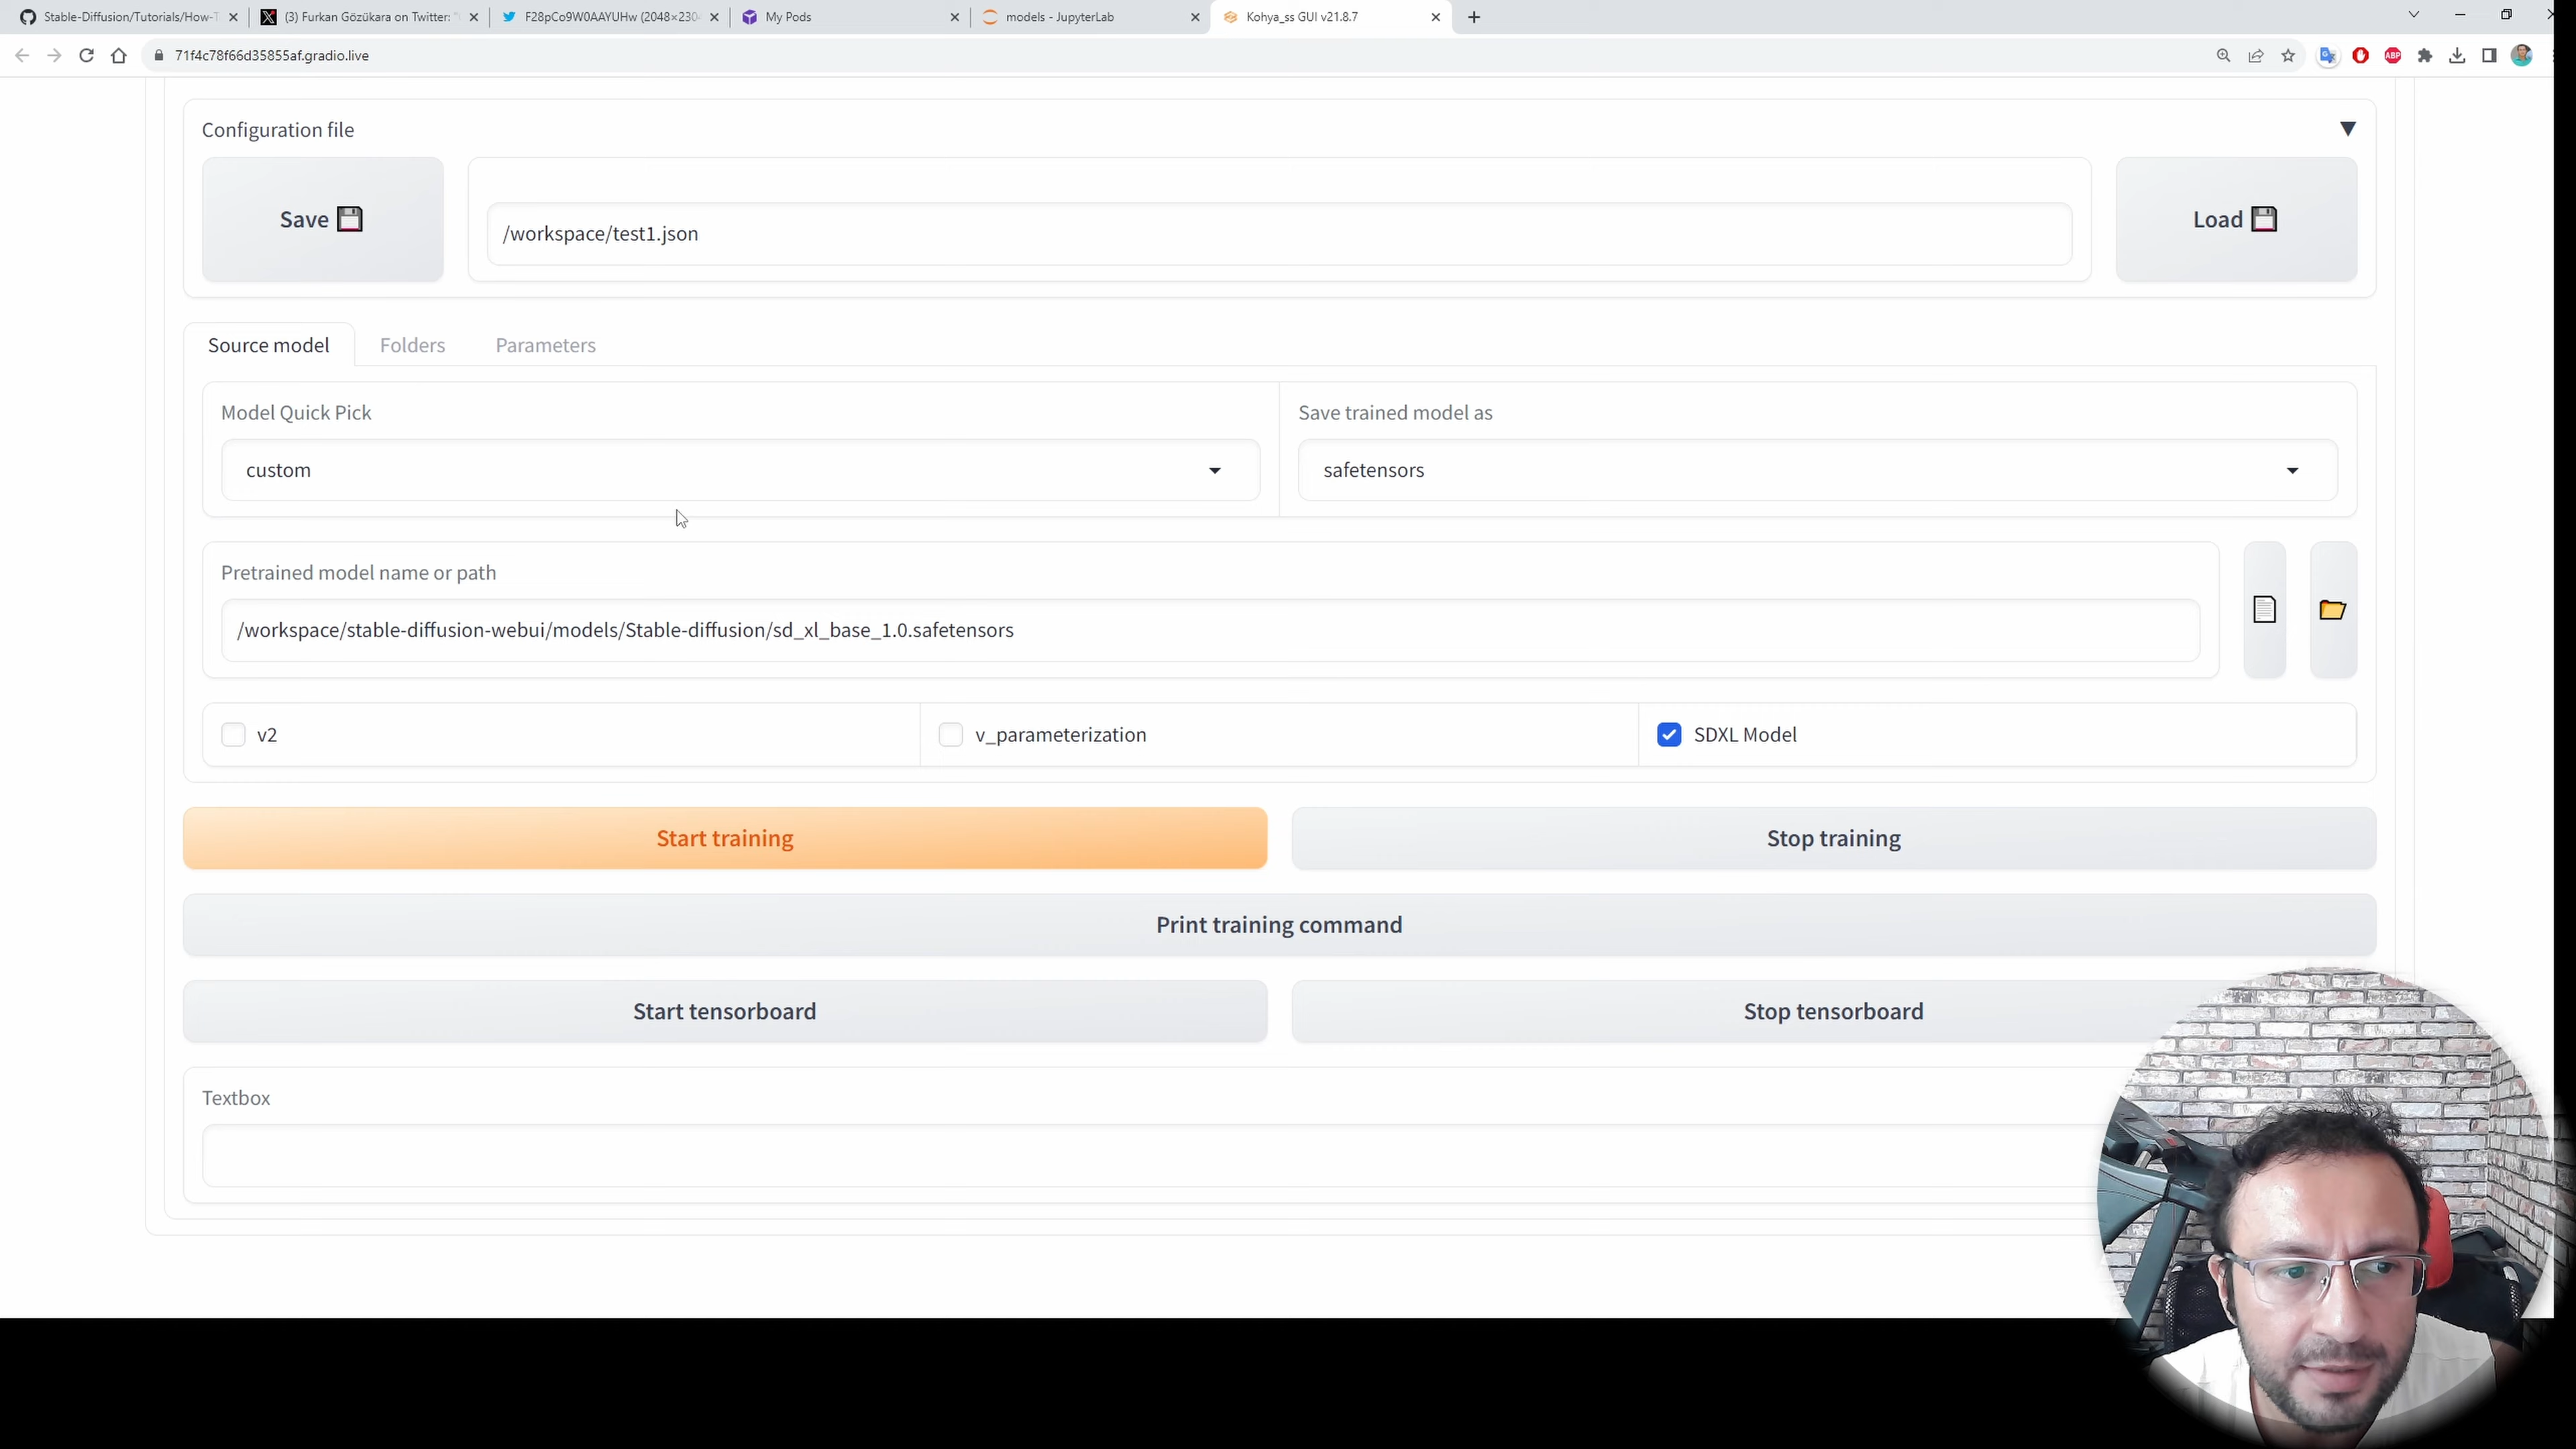 Stable-Diffusion/Tutorials/How-T
(3) Furkan Gözükara on Twitter: "
F28pCo9W0AAYUHw (2048×230
My Pods
models - JupyterLab
Kohya_ss GUI v21.8.7
71f4c78f66d35855af.gradio.live
ABP
Configuration file
▼
Save
/workspace/test1.json
Load
Source model
Folders
Parameters
Model Quick Pick
Save trained model as
custom
safetensors
Pretrained model name or path
/workspace/stable-diffusion-webui/models/Stable-diffusion/sd_xl_base_1.0.safetensors
v2
v_parameterization
SDXL Model
Start training
Stop training
Print training command
Start tensorboard
Stop tensorboard
Textbox